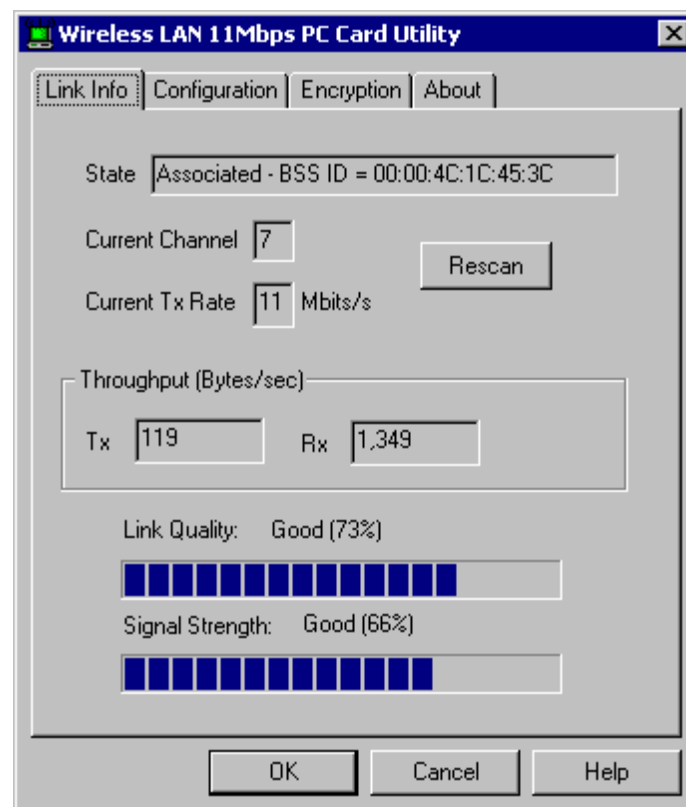 Wireless LAN 11Mbps PC Card Utility
Link Info Configuration Encryption About
State Associated - BSS ID = 00:00:4C:1C:45:3C
Current Channel 7
Rescan
Current Tx Rate 11 Mbits/s
Throughput (Bytes/sec)
Tx 119 Rx 1,349
Link Quality: Good (73%)
Signal Strength: Good (66%)
OK Cancel Help